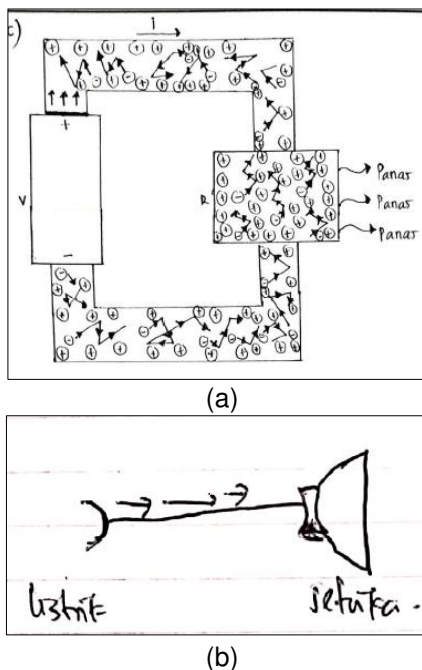 c)
i
+
V
-
R
Panas
Panas
Panas
(a)
Listrik
setrika.
(b)